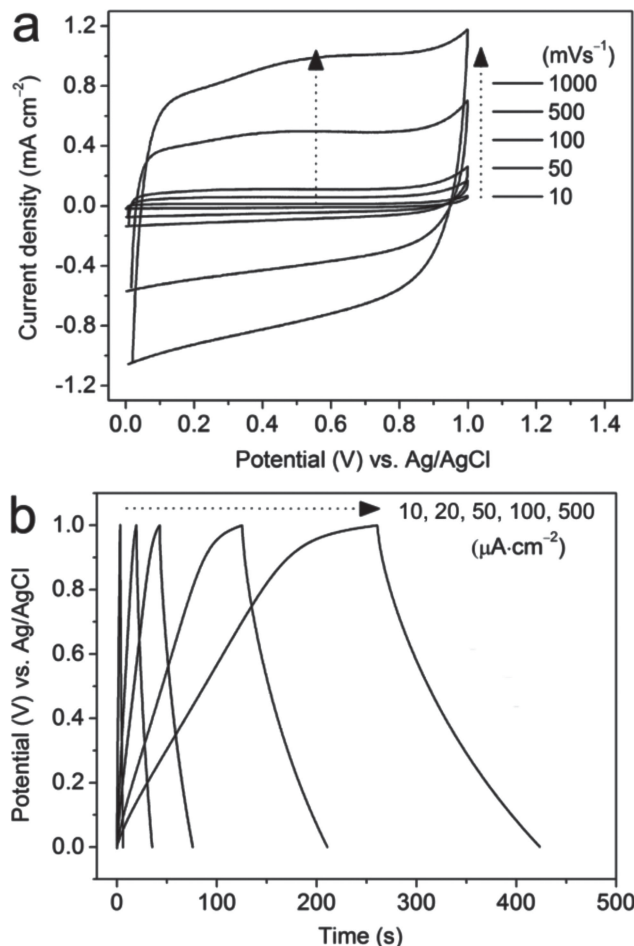 a
Current density (mA cm⁻²)
1.2
0.8
0.4
0.0
-0.4
-0.8
-1.2
(mVs⁻¹)
1000
500
100
50
10
0.0 0.2 0.4 0.6 0.8 1.0 1.2 1.4
Potential (V) vs. Ag/AgCl
b
10, 20, 50, 100, 500
(μA·cm⁻²)
Potential (V) vs. Ag/AgCl
1.0
0.8
0.6
0.4
0.2
0.0
0 100 200 300 400 500
Time (s)